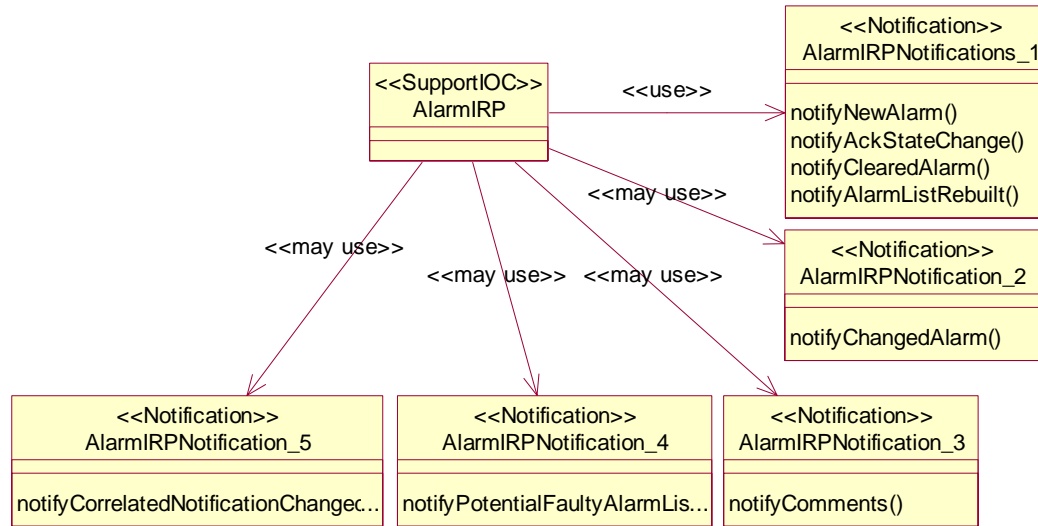 <<Notification>>
AlarmIRPNotifications_1
notifyNewAlarm()
notifyAckStateChange()
notifyClearedAlarm()
notifyAlarmListRebuilt()
<<SupportIOC>>
AlarmIRP
<<use>>
<<may use>>
<<may use>>
<<may use>>
<<may use>>
<<Notification>>
AlarmIRPNotification_2
notifyChangedAlarm()
<<Notification>>
AlarmIRPNotification_5
notifyCorrelatedNotificationChanged...
<<Notification>>
AlarmIRPNotification_4
notifyPotentialFaultyAlarmLis...
<<Notification>>
AlarmIRPNotification_3
notifyComments()